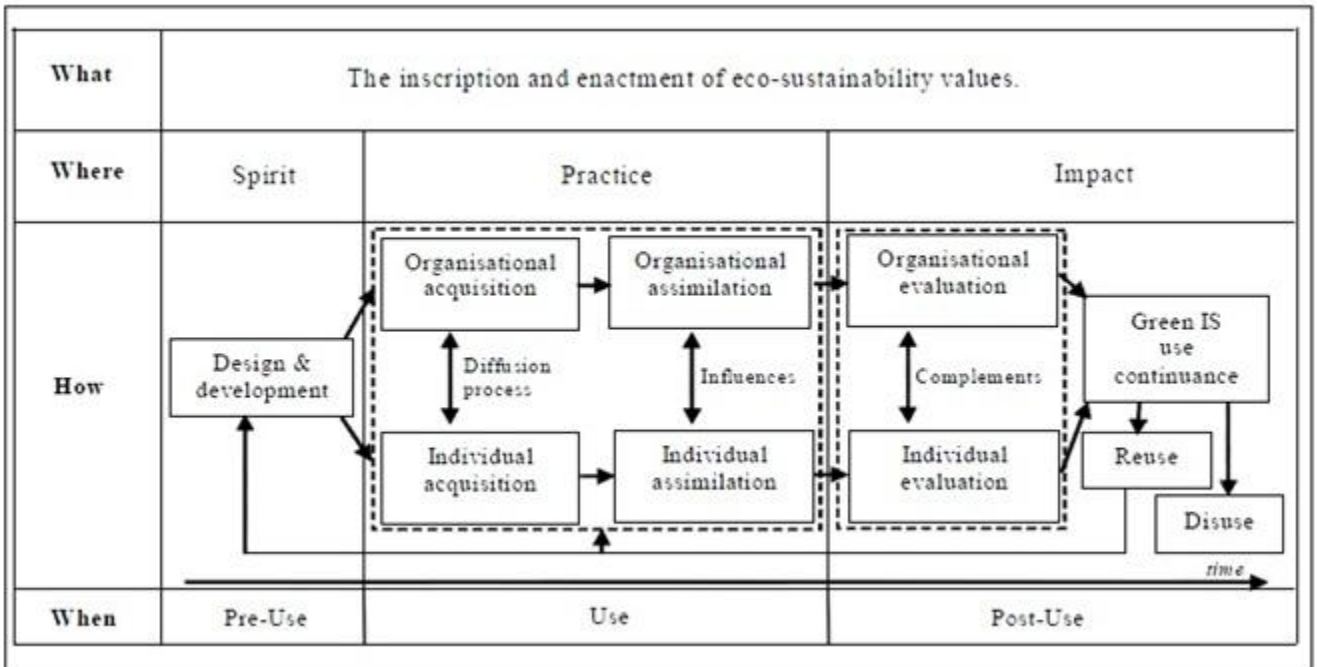 What
The inscription and enactment of eco-sustainability values.
Where
Spirit
Practice
Impact
How
Design &
development
Organisational
acquisition
Organisational
assimilation
Diffusion
process
Influences
Individual
acquisition
Individual
assimilation
Organisational
evaluation
Complements
Individual
evaluation
Green IS
use
continuance
Reuse
Disuse
time
When
Pre-Use
Use
Post-Use